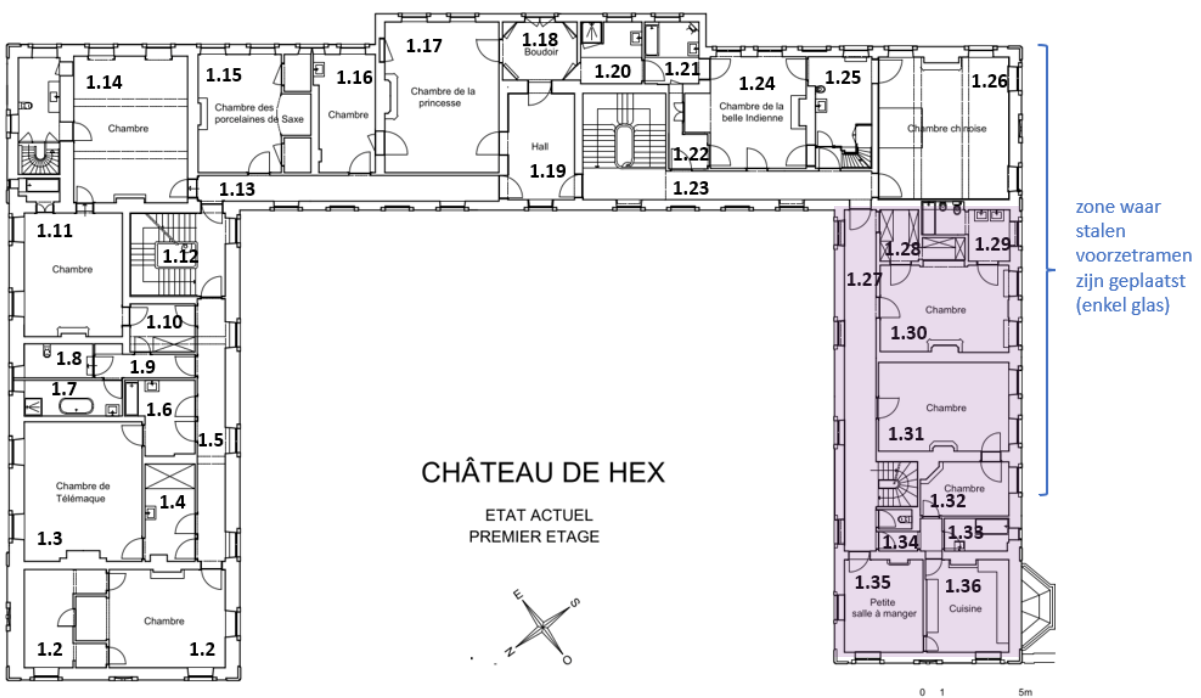 1.14
Chambre
1.15
Chambre des
porcelaines de Saxe
1.16
Chambre
1.17
Chambre de la
princesse
1.18
Boudoir
1.20
1.21
1.24
Chambre de la
belle Indienne
1.25
1.26
Chambre chinoise
Hall
1.19
1.22
1.13
1.23
1.11
Chambre
1.12
1.10
1.8
1.9
1.7
1.6
1.5
Chambre de
Télémaque
1.3
1.4
Chambre
1.2
1.2
CHÂTEAU DE HEX
ETAT ACTUEL
PREMIER ETAGE
E
S
N
O
1.27
1.28
1.29
Chambre
1.30
Chambre
1.31
Chambre
1.32
1.33
1.34
1.35
Petite
salle à manger
1.36
Cuisine
zone waar
stalen
voorzetramen
zijn geplaatst
(enkel glas)
0 1 5m